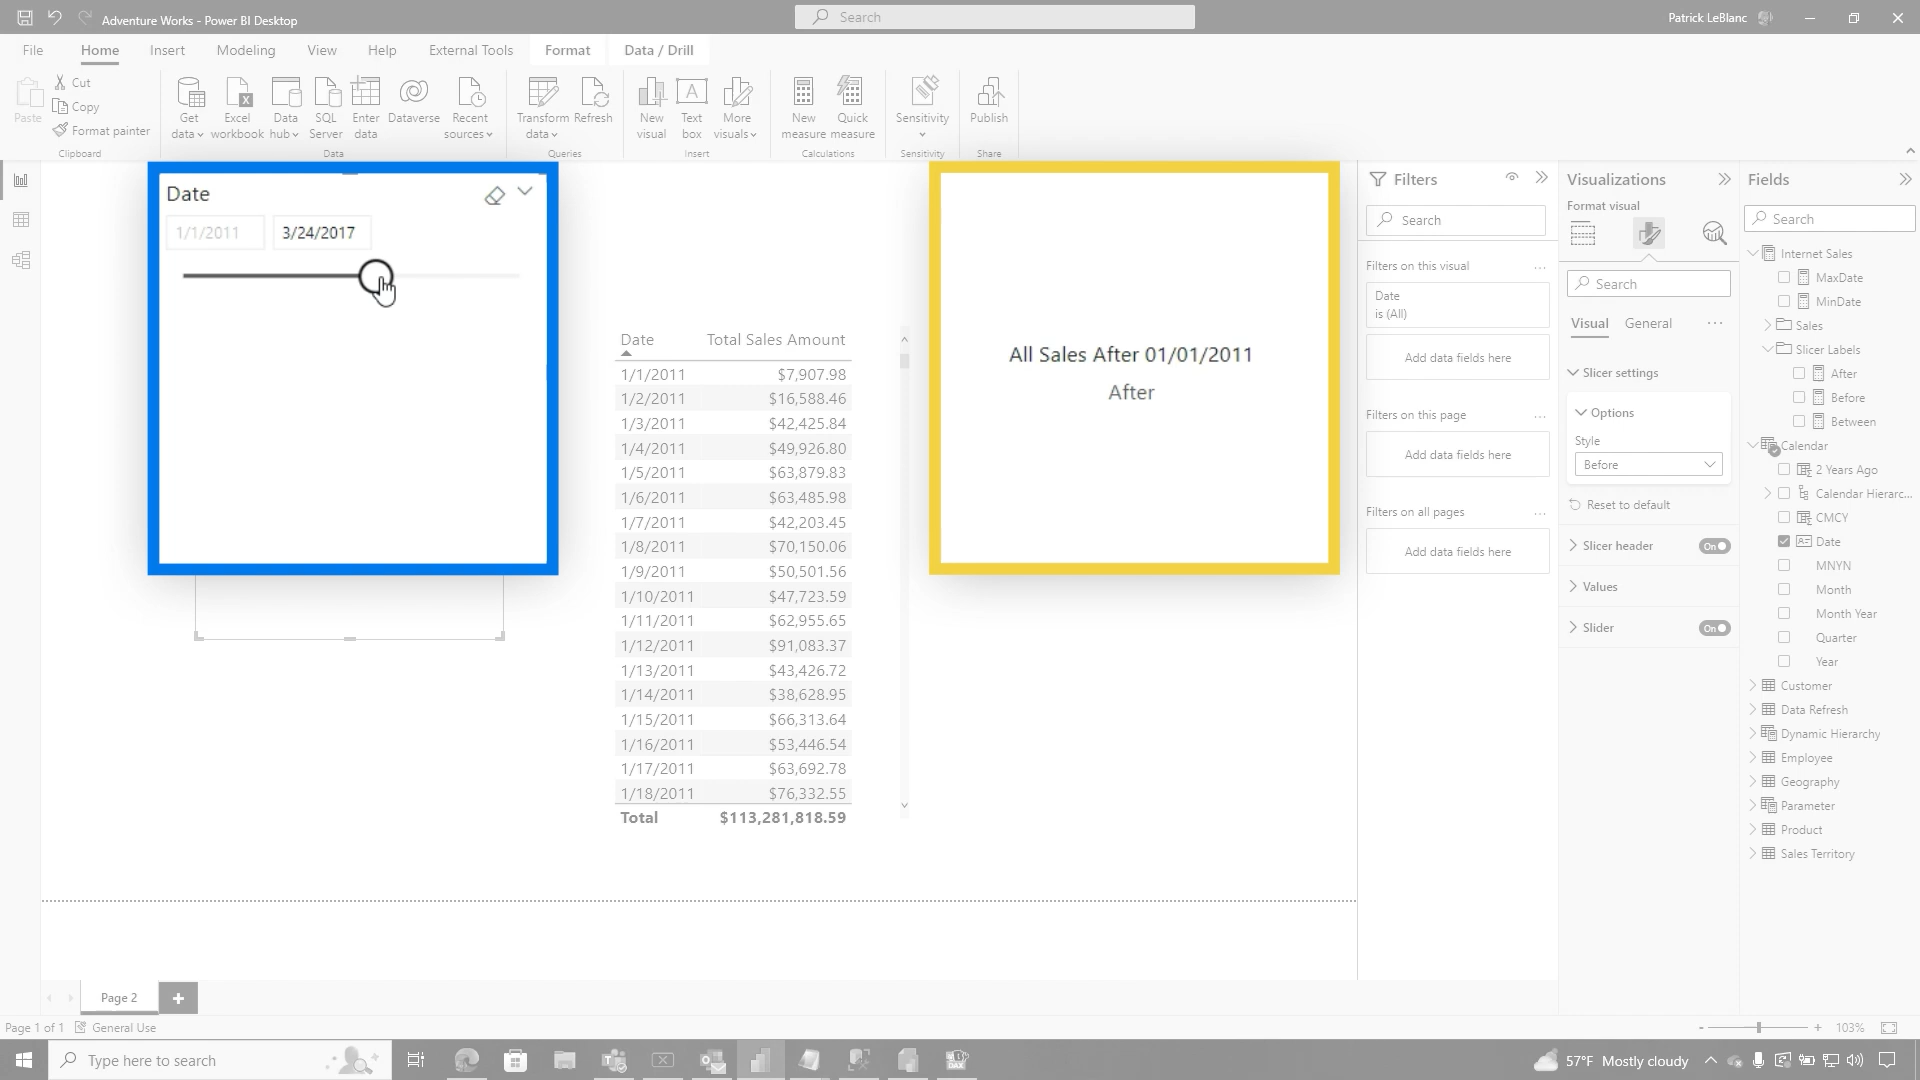 Adventure Works - Power BI Desktop
Search
Patrick LeBlanc
File Home Insert Modeling View Help External Tools Format Data / Drill
Paste
Cut
Copy
Format painter
Clipboard
Get data
Excel workbook
Data hub
SQL Server
Enter data
Dataverse
Recent sources
Data
Transform data
Refresh
Queries
New visual
Text box
More visuals
Insert
New measure
Quick measure
Calculations
Sensitivity
Sensitivity
Publish
Share
Date
1/1/2011 3/24/2017
Date Total Sales Amount
1/1/2011 $7,907.98
1/2/2011 $16,588.46
1/3/2011 $42,425.84
1/4/2011 $49,926.80
1/5/2011 $63,879.83
1/6/2011 $63,485.98
1/7/2011 $42,203.45
1/8/2011 $70,150.06
1/9/2011 $50,501.56
1/10/2011 $47,723.59
1/11/2011 $62,955.65
1/12/2011 $91,083.37
1/13/2011 $43,426.72
1/14/2011 $38,628.95
1/15/2011 $66,313.64
1/16/2011 $53,446.54
1/17/2011 $63,692.78
1/18/2011 $76,332.55
Total $113,281,818.59
All Sales After 01/01/2011
After
Filters
Search
Filters on this visual ...
Date
is (All)
Add data fields here
Filters on this page ...
Add data fields here
Filters on all pages ...
Add data fields here
Visualizations
Format visual
Search
Visual General ...
Slicer settings
Options
Style
Before
Reset to default
Slicer header On
Values
Slider On
Fields
Search
Internet Sales
MaxDate
MinDate
Sales
Slicer Labels
After
Before
Between
Calendar
2 Years Ago
Calendar Hierarc...
CMCY
Date
MNYN
Month
Month Year
Quarter
Year
Customer
Data Refresh
Dynamic Hierarchy
Employee
Geography
Parameter
Product
Sales Territory
Page 2
+
Page 1 of 1 General Use
- + 103%
Type here to search
57°F Mostly cloudy